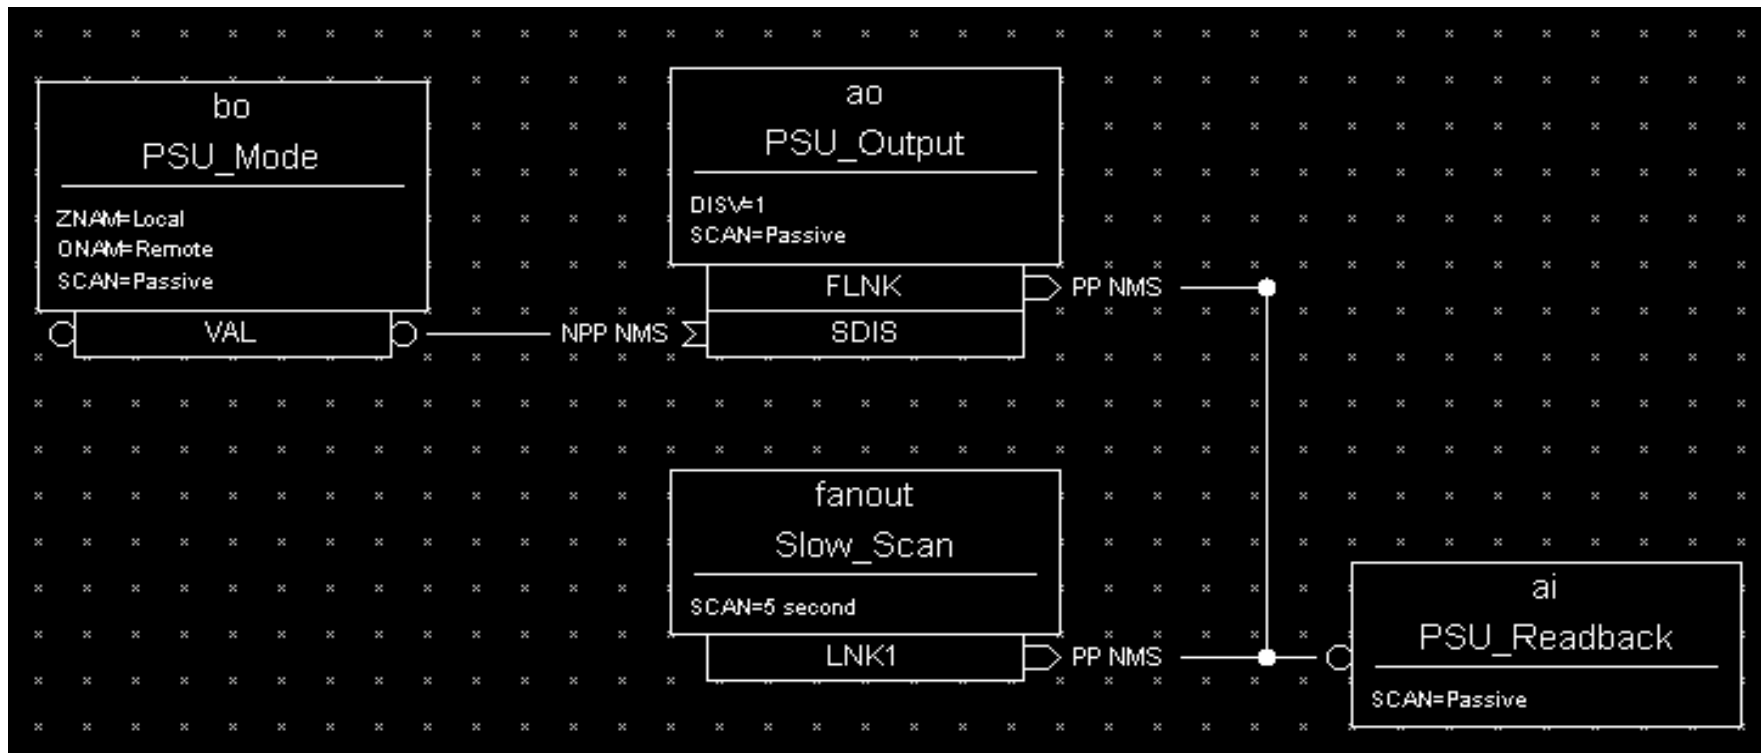 bo
PSU_Mode
ZNAM=Local
ONAM=Remote
SCAN=Passive
VAL
NPP NMS
ao
PSU_Output
DISV=1
SCAN=Passive
FLNK
PP NMS
SDIS
fanout
Slow_Scan
SCAN=5 second
LNK1
PP NMS
ai
PSU_Readback
SCAN=Passive